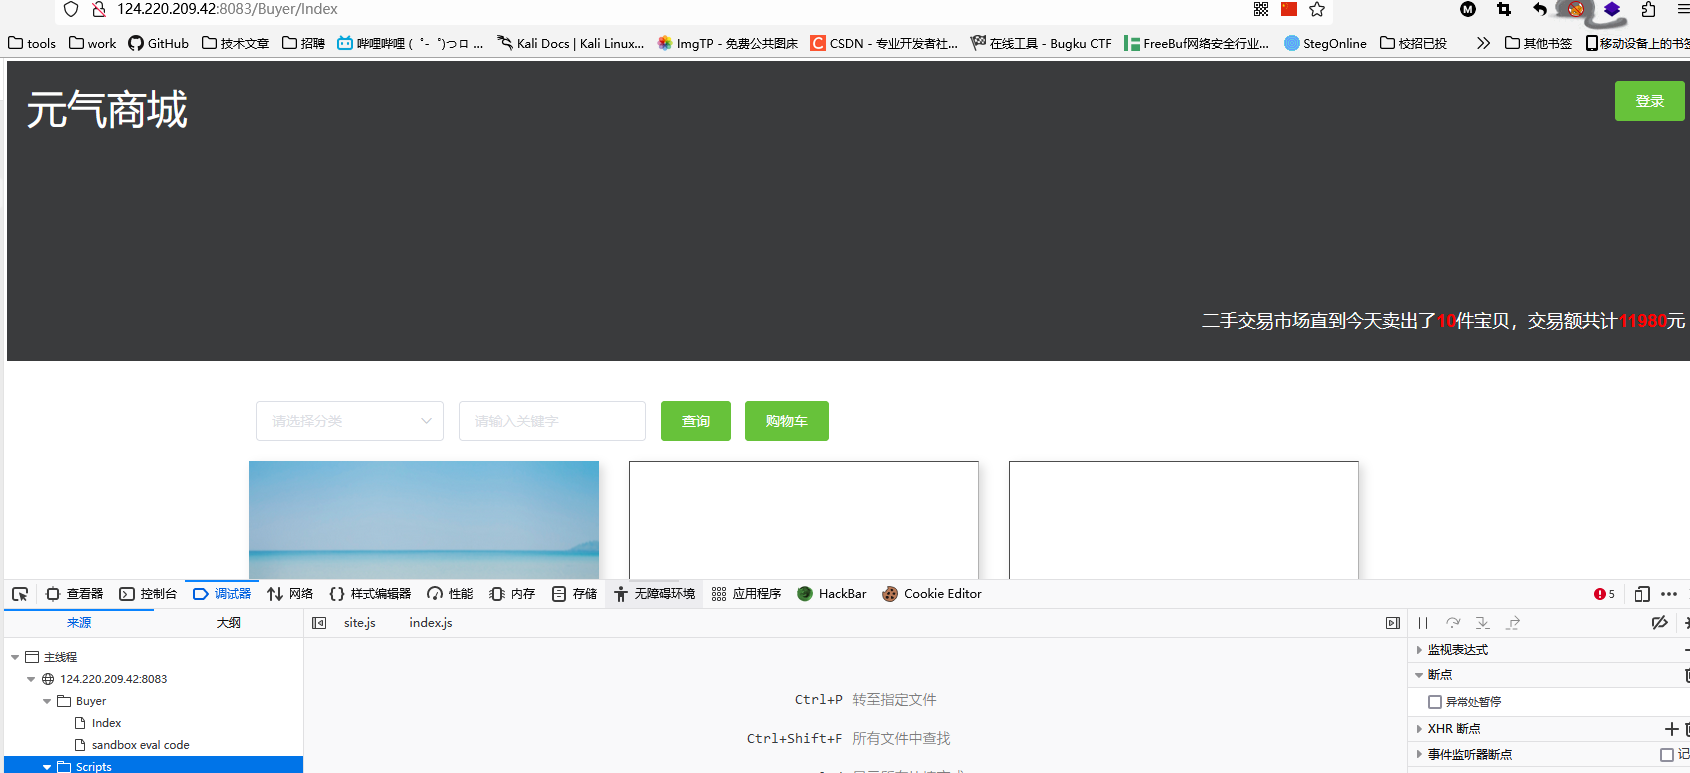 124.220.209.42:8083/Buyer/Index
tools work GitHub 技术文章 招聘 哔哩哔哩 ( ゜- ゜)つロ ... Kali Docs | Kali Linux... ImgTP - 免费公共图床 CSDN - 专业开发者社... 在线工具 - Bugku CTF FreeBuf网络安全行业... StegOnline 校招已投 其他书签 移动设备上的书签
元气商城
登录
二手交易市场直到今天卖出了10件宝贝，交易额共计11980元
请选择分类 请输入关键字 查询 购物车
查看器 控制台 调试器 网络 样式编辑器 性能 内存 存储 无障碍环境 应用程序 HackBar Cookie Editor 5
来源 大纲 site.js index.js
主线程
124.220.209.42:8083
Buyer
Index
sandbox eval code
Scripts
Ctrl+P 转至指定文件
Ctrl+Shift+F 所有文件中查找
监视表达式
断点
异常处暂停
XHR 断点
事件监听器断点 记